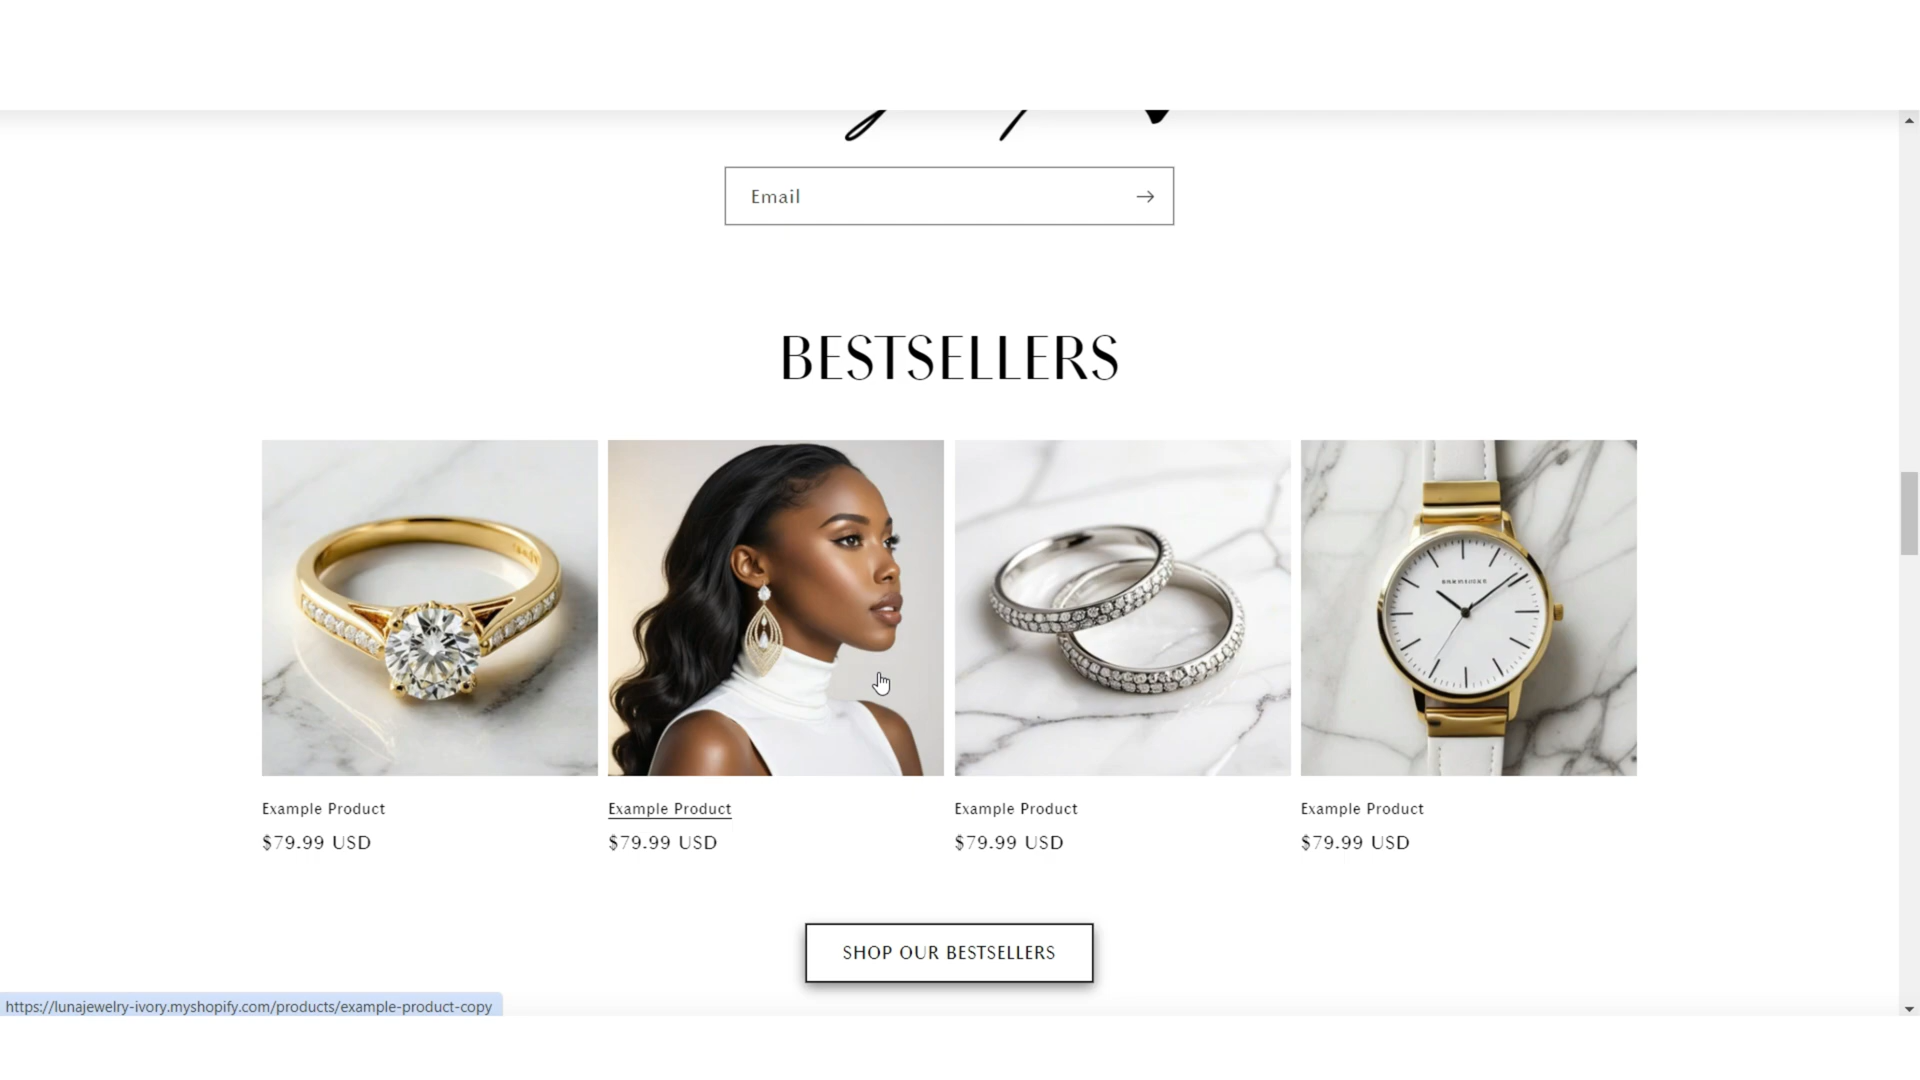 Email
BESTSELLERS
Example Product
$79.99 USD
Example Product
$79.99 USD
Example Product
$79.99 USD
Example Product
$79.99 USD
SHOP OUR BESTSELLERS
https://lunajewelry-ivory.myshopify.com/products/example-product-copy